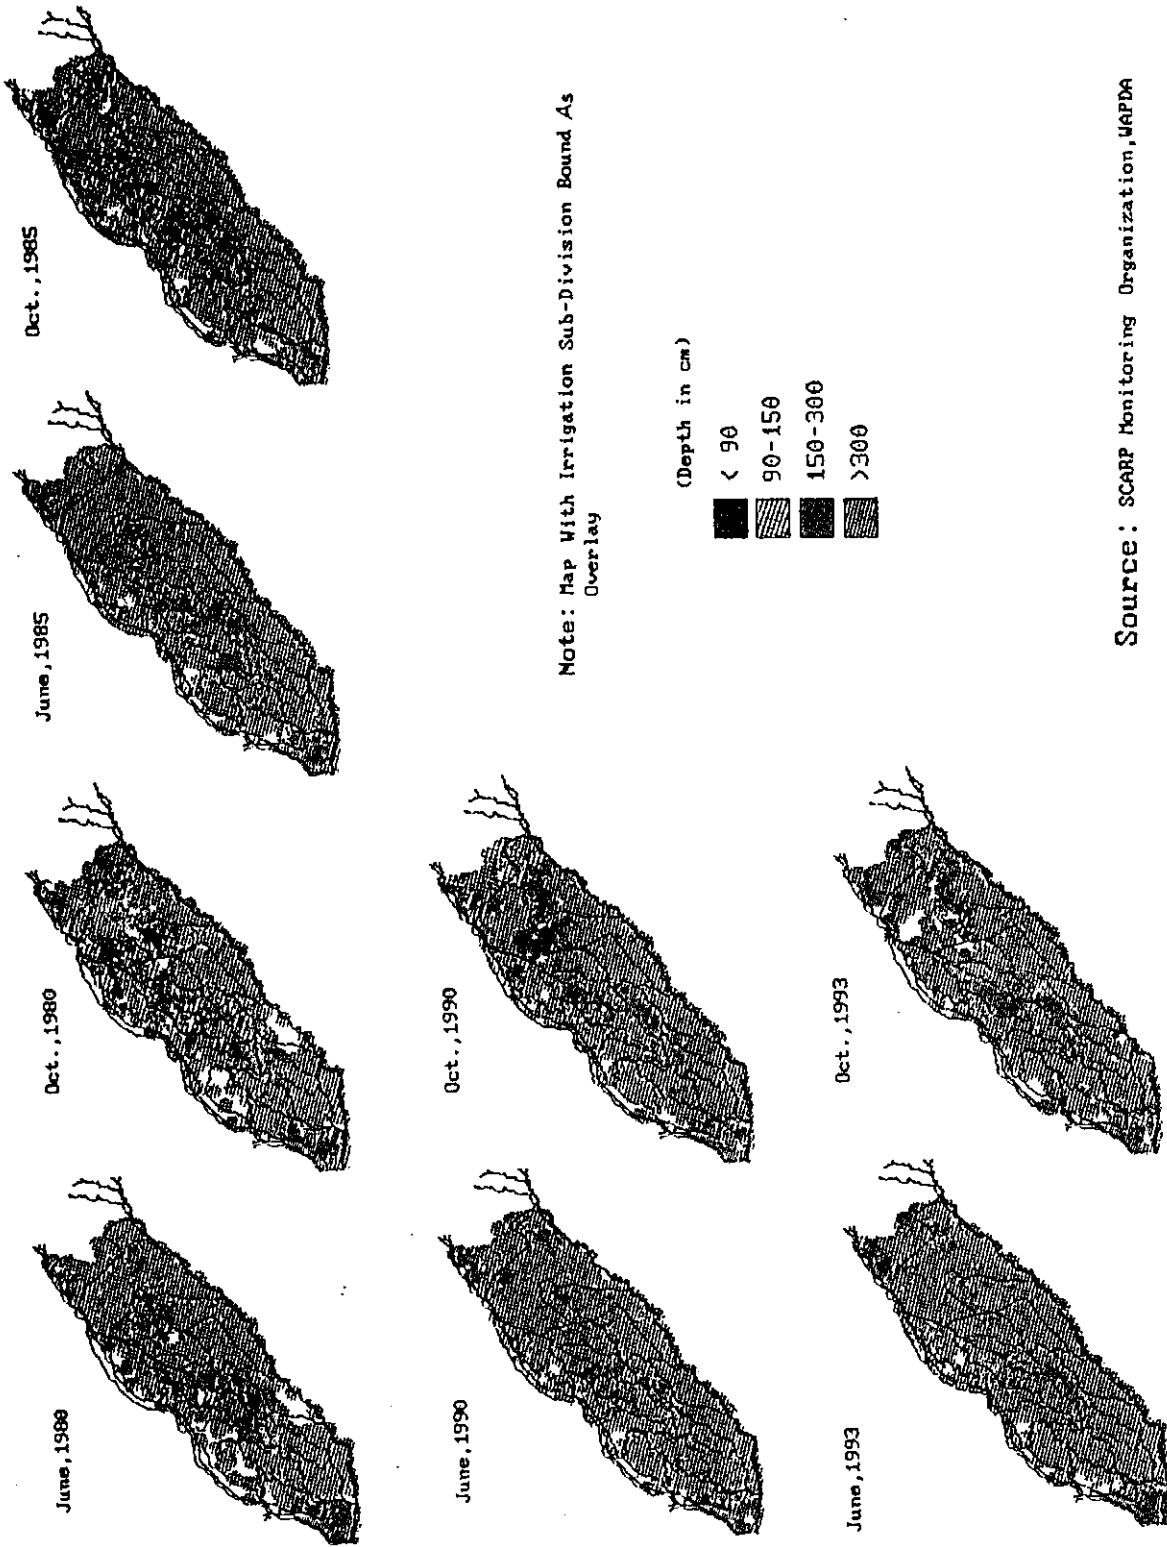 June,1980
Oct.,1980
June,1985
Oct.,1985
June,1990
Oct.,1990
Note: Map With Irrigation Sub-Division Bound As
Overlay
(Depth in cm)
< 90
90-150
150-300
>300
June,1993
Oct.,1993
Source: SCARP Monitoring Organization,WAPDA